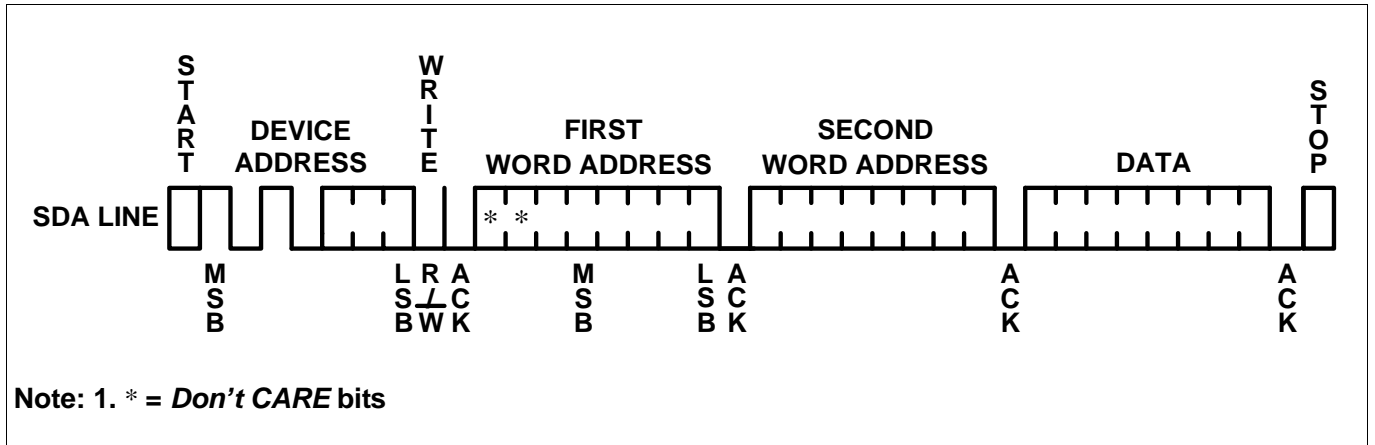 START
WRITE
STOP
DEVICE
ADDRESS
FIRST
WORD ADDRESS
SECOND
WORD ADDRESS
DATA
SDA LINE
* *
MSB
LSB
R/W
ACK
MSB
LSB
ACK
ACK
ACK
Note: 1. * = Don't CARE bits